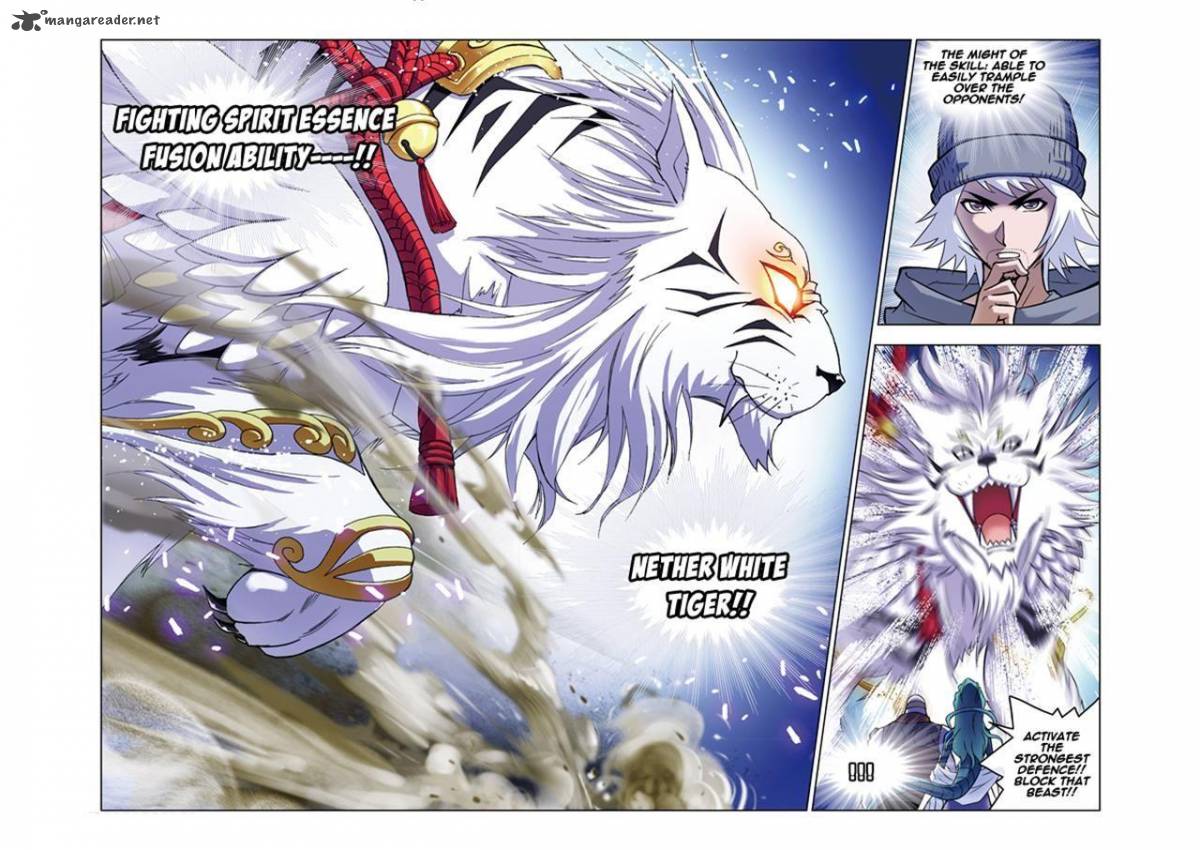 mangareader.net
FIGHTING SPIRIT ESSENCE
FUSION ABILITY----!!
NETHER WHITE
TIGER!!
THE MIGHT OF
THE SKILL: ABLE TO
EASILY TRAMPLE
OVER THE
OPPONENTS!
!!!
ACTIVATE
THE
STRONGEST
DEFENCE!!
BLOCK THAT
BEAST!!